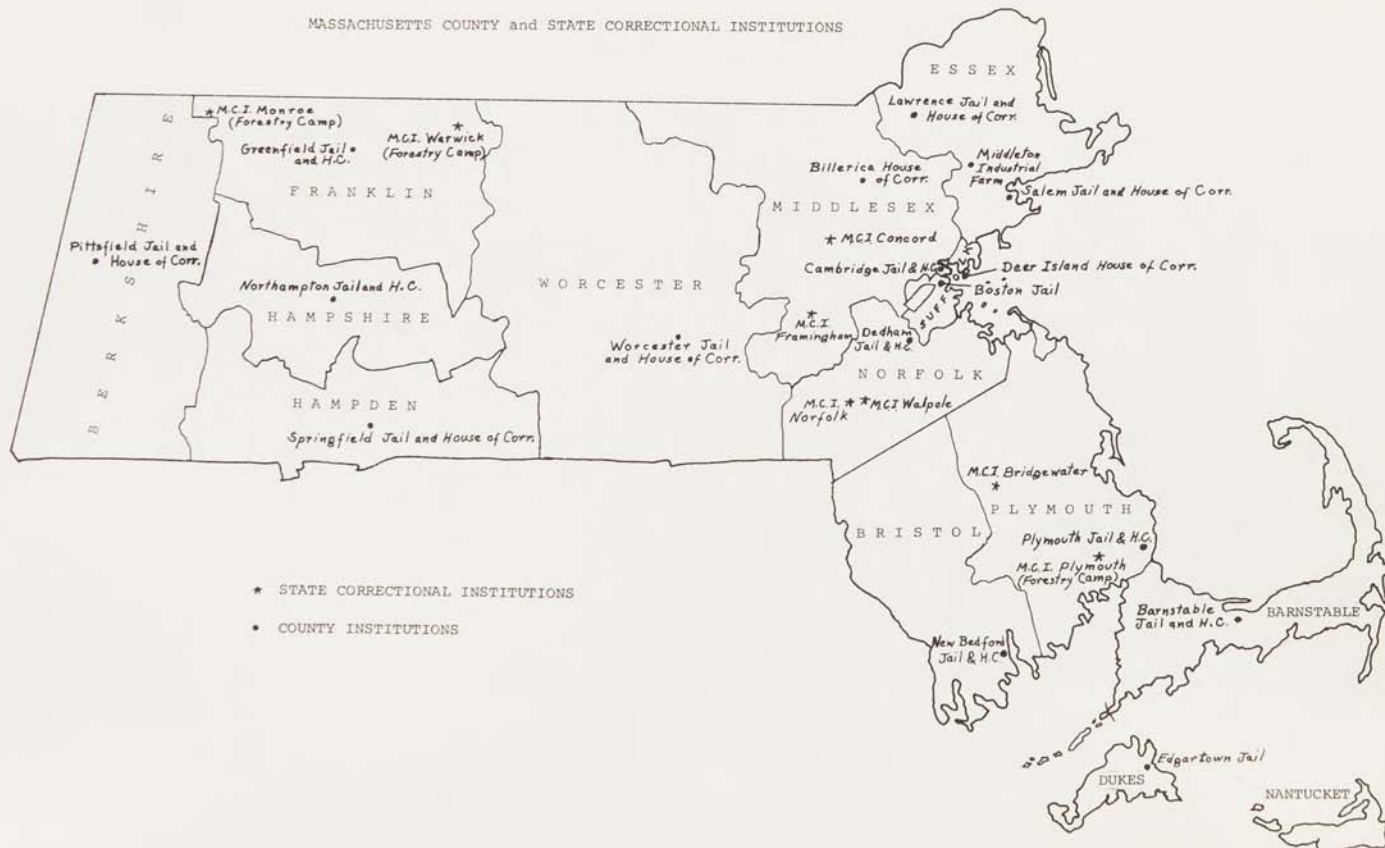 MASSACHUSETTS COUNTY and STATE CORRECTIONAL INSTITUTIONS
ESSEX
Lawrence Jail and
House of Corr.
Middleton
Industrial
Farm
Salem Jail and House of Corr.
M.C.I. Monroe
(Forestry Camp)
M.C.I. Warwick
(Forestry Camp)
Greenfield Jail
and H.C.
FRANKLIN
Billerica House
of Corr.
MIDDLESEX
M.C.I. Concord
Cambridge Jail & H.C.
Deer Island House of Corr.
Boston Jail
SUFFOLK
BERKSHIRE
Pittsfield Jail and
House of Corr.
Northampton Jail and H.C.
HAMPSHIRE
WORCESTER
Worcester Jail
and House of Corr.
M.C.I.
Framingham
Dedham
Jail & H.C.
NORFOLK
M.C.I.
Norfolk
M.C.I. Walpole
HAMPDEN
Springfield Jail and House of Corr.
M.C.I. Bridgewater
PLYMOUTH
BRISTOL
Plymouth Jail & H.C.
M.C.I. Plymouth
(Forestry Camp)
* STATE CORRECTIONAL INSTITUTIONS
• COUNTY INSTITUTIONS
Barnstable
Jail and H.C.
BARNSTABLE
New Bedford
Jail & H.C
Edgartown Jail
DUKES
NANTUCKET